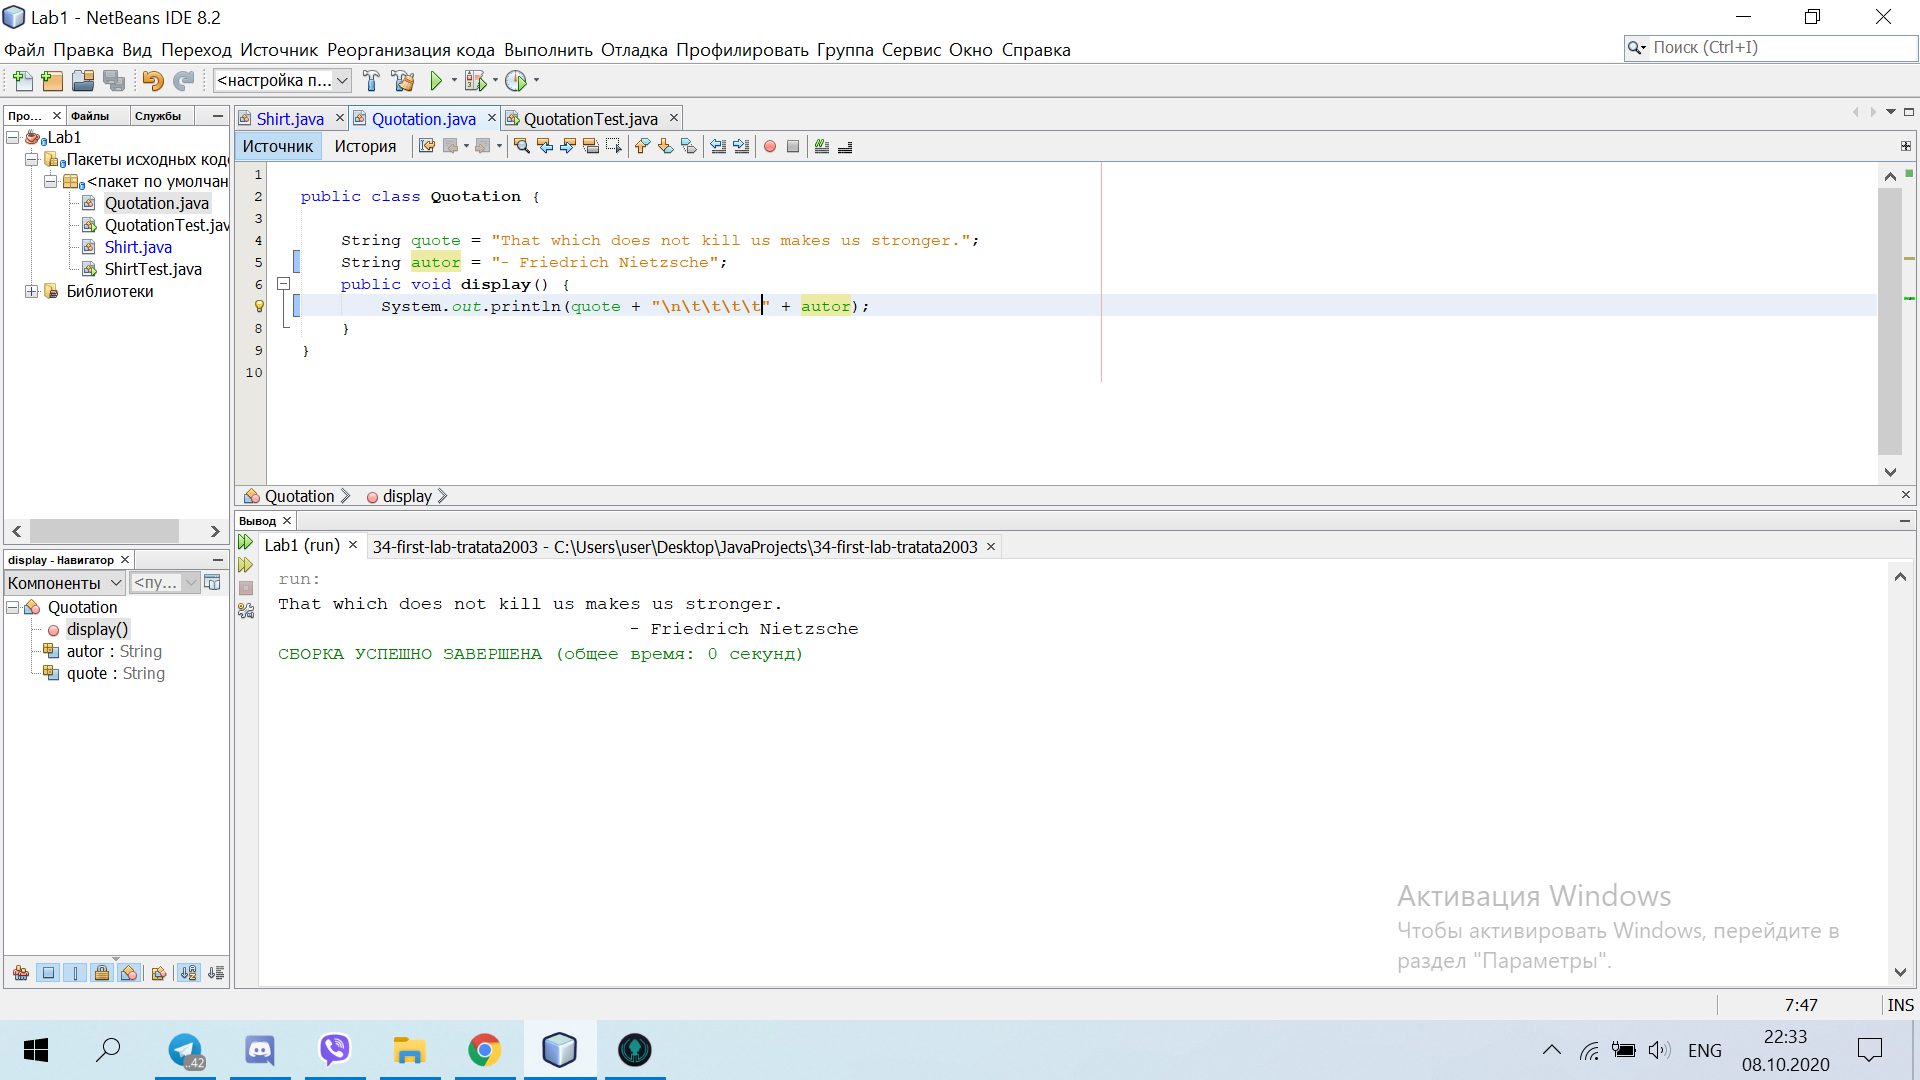 Lab1 - NetBeans IDE 8.2
Файл Правка Вид Переход Источник Реорганизация кода Выполнить Отладка Профилировать Группа Сервис Окно Справка
Поиск (Ctrl+I)
<настройка п...
Про... Файлы Службы
Shirt.java Quotation.java QuotationTest.java
Источник История
Lab1
Пакеты исходных код
<пакет по умолчан
Quotation.java
QuotationTest.jav
Shirt.java
ShirtTest.java
Библиотеки
1
2 public class Quotation {
3
4 String quote = "That which does not kill us makes us stronger.";
5 String autor = "- Friedrich Nietzsche";
6 public void display() {
System.out.println(quote + "\n\t\t\t\t" + autor);
8 }
9 }
10
Quotation display
Вывод
Lab1 (run) 34-first-lab-tratata2003 - C:\Users\user\Desktop\JavaProjects\34-first-lab-tratata2003
run:
That which does not kill us makes us stronger.
- Friedrich Nietzsche
СБОРКА УСПЕШНО ЗАВЕРШЕНА (общее время: 0 секунд)
display - Навигатор
Компоненты <пу...
Quotation
display()
autor : String
quote : String
Активация Windows
Чтобы активировать Windows, перейдите в
раздел "Параметры".
7:47 INS
..42
ENG
22:33
08.10.2020